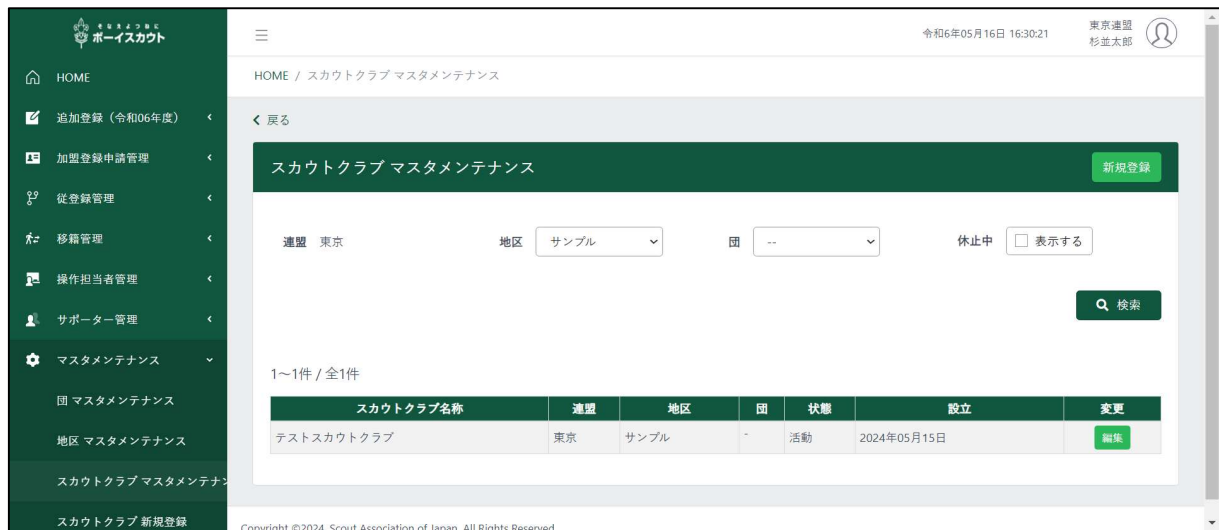 そなえよつねに
ボーイスカウト
令和6年05月16日 16:30:21
東京連盟
杉並太郎
HOME
追加登録（令和06年度）
加盟登録申請管理
従登録管理
移籍管理
操作担当者管理
サポーター管理
マスタメンテナンス
団 マスタメンテナンス
地区 マスタメンテナンス
スカウトクラブ マスタメンテナン
スカウトクラブ 新規登録
HOME / スカウトクラブ マスタメンテナンス
戻る
スカウトクラブ マスタメンテナンス 新規登録
連盟 東京 地区 サンプル 団 -- 休止中 表示する
検索
1～1件 / 全1件
スカウトクラブ名称 連盟 地区 団 状態 設立 変更
テストスカウトクラブ 東京 サンプル - 活動 2024年05月15日 編集
Copyright ©2024 Scout Association of Japan. All Rights Reserved